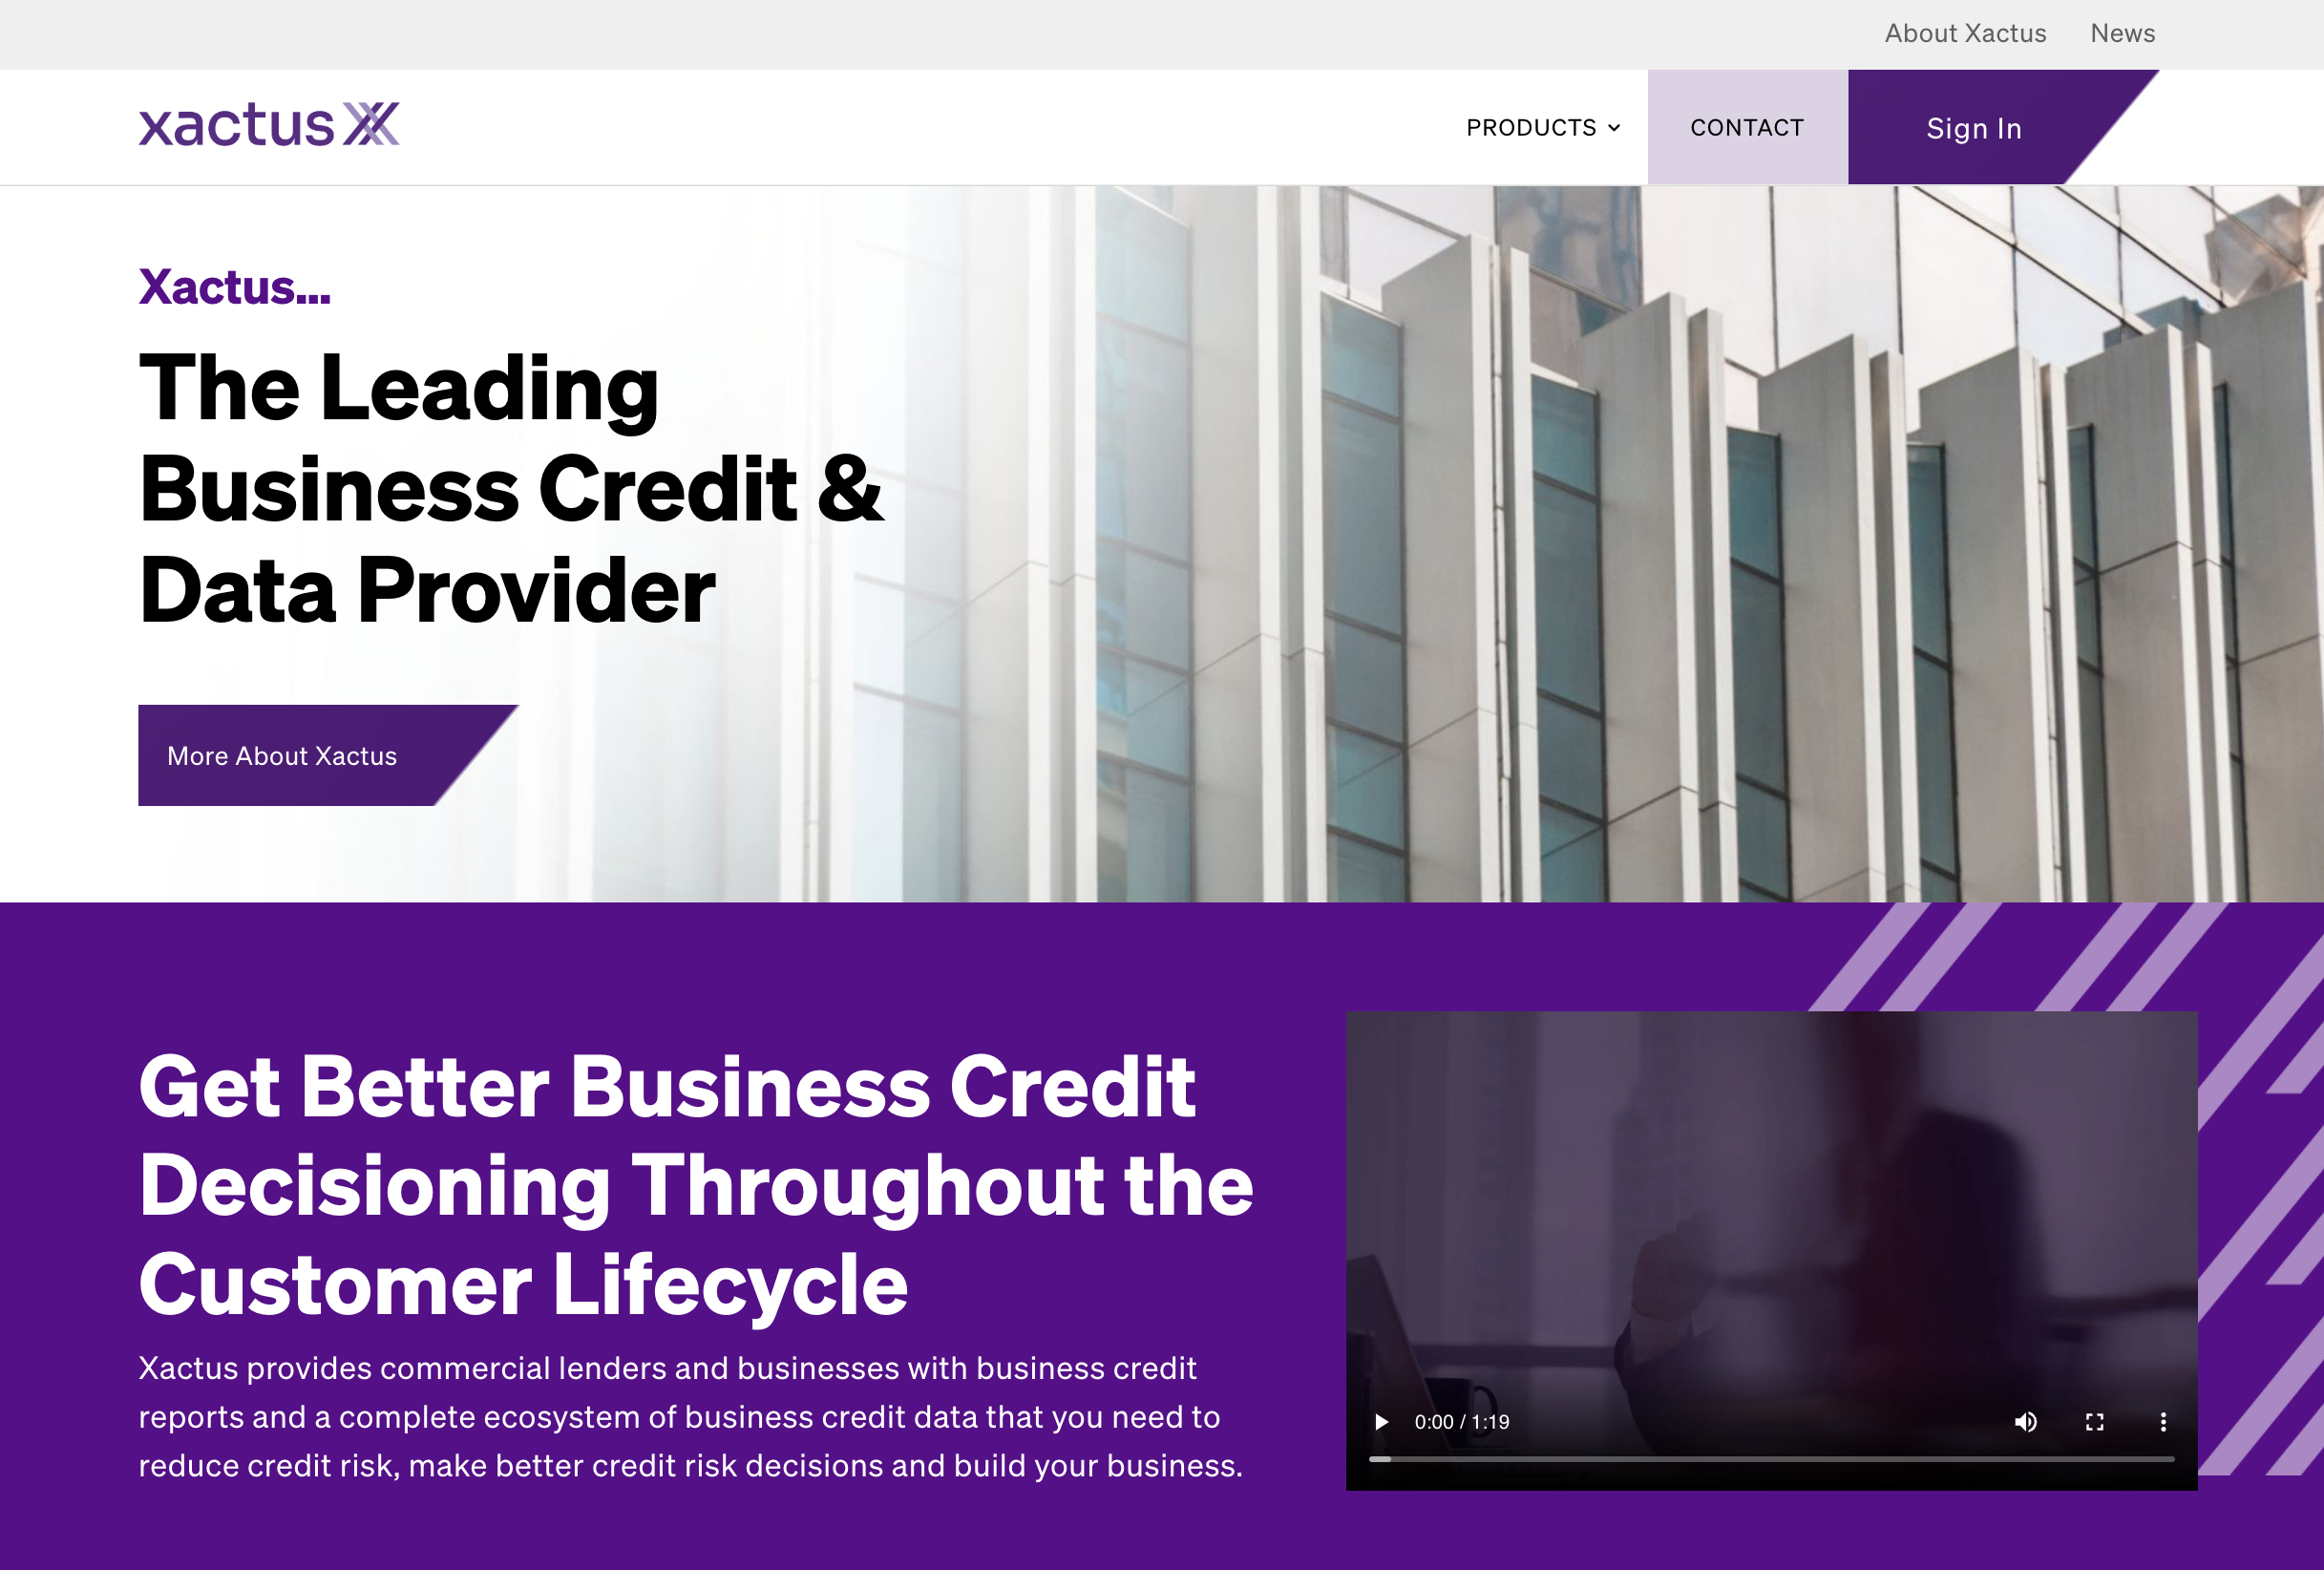 About Xactus News
xactus
PRODUCTS CONTACT Sign In
Xactus...
The Leading
Business Credit &
Data Provider
More About Xactus
Get Better Business Credit
Decisioning Throughout the
Customer Lifecycle
Xactus provides commercial lenders and businesses with business credit
reports and a complete ecosystem of business credit data that you need to
reduce credit risk, make better credit risk decisions and build your business.
0:00 / 1:19